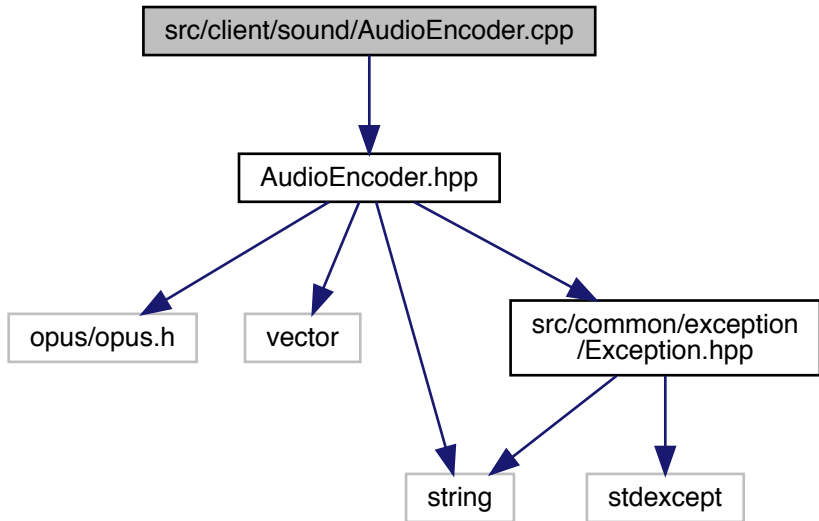 src/client/sound/AudioEncoder.cpp
AudioEncoder.hpp
opus/opus.h
vector
src/common/exception
/Exception.hpp
string
stdexcept